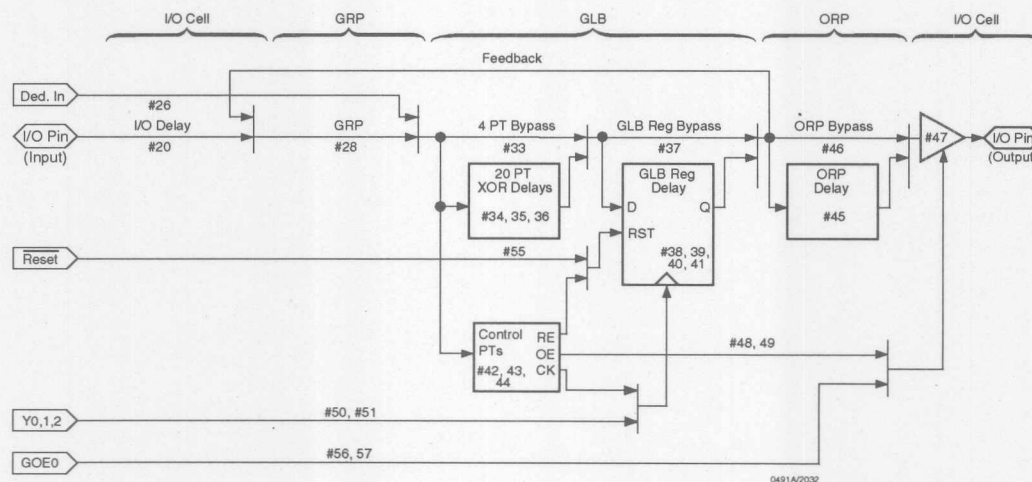 I/O Cell GRP GLB ORP I/O Cell
Feedback
Ded. In
#26
I/O Pin
(Input)
I/O Delay
#20
GRP
#28
4 PT Bypass
#33
GLB Reg Bypass
#37
ORP Bypass
#46
#47
I/O Pin
(Output)
20 PT
XOR Delays
#34, 35, 36
GLB Reg
Delay
D Q
RST
#38, 39,
40, 41
ORP
Delay
#45
Reset
#55
Control
PTs
#42, 43,
44
RE
OE
CK
#48, 49
Y0,1,2
#50, #51
GOE0
#56, 57
0491A/2032